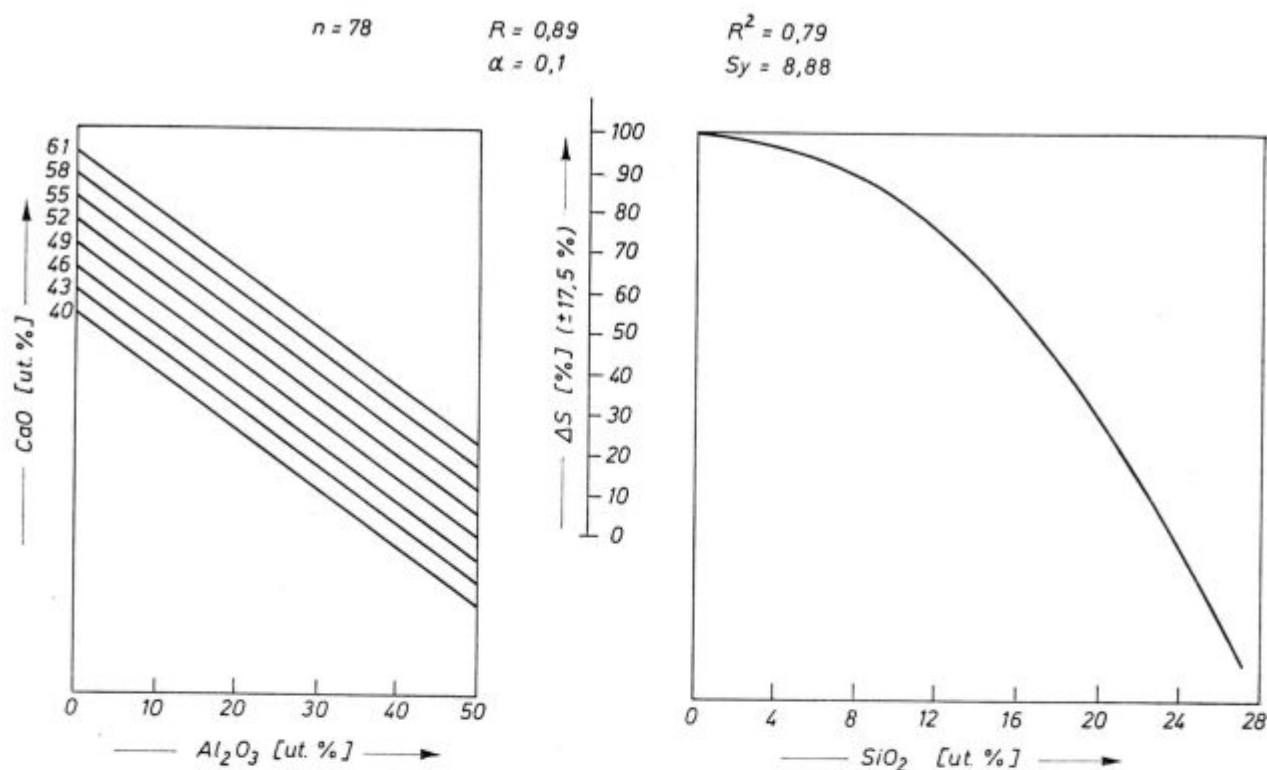 n = 78 R = 0,89 R² = 0,79
α = 0,1 Sy = 8,88
CaO [ut. %]
61
58
55
52
49
46
43
40
0 10 20 30 40 50
Al₂O₃ [ut. %]
ΔS [%] (±17,5 %)
100
90
80
70
60
50
40
30
20
10
0
0 4 8 12 16 20 24 28
SiO₂ [ut. %]